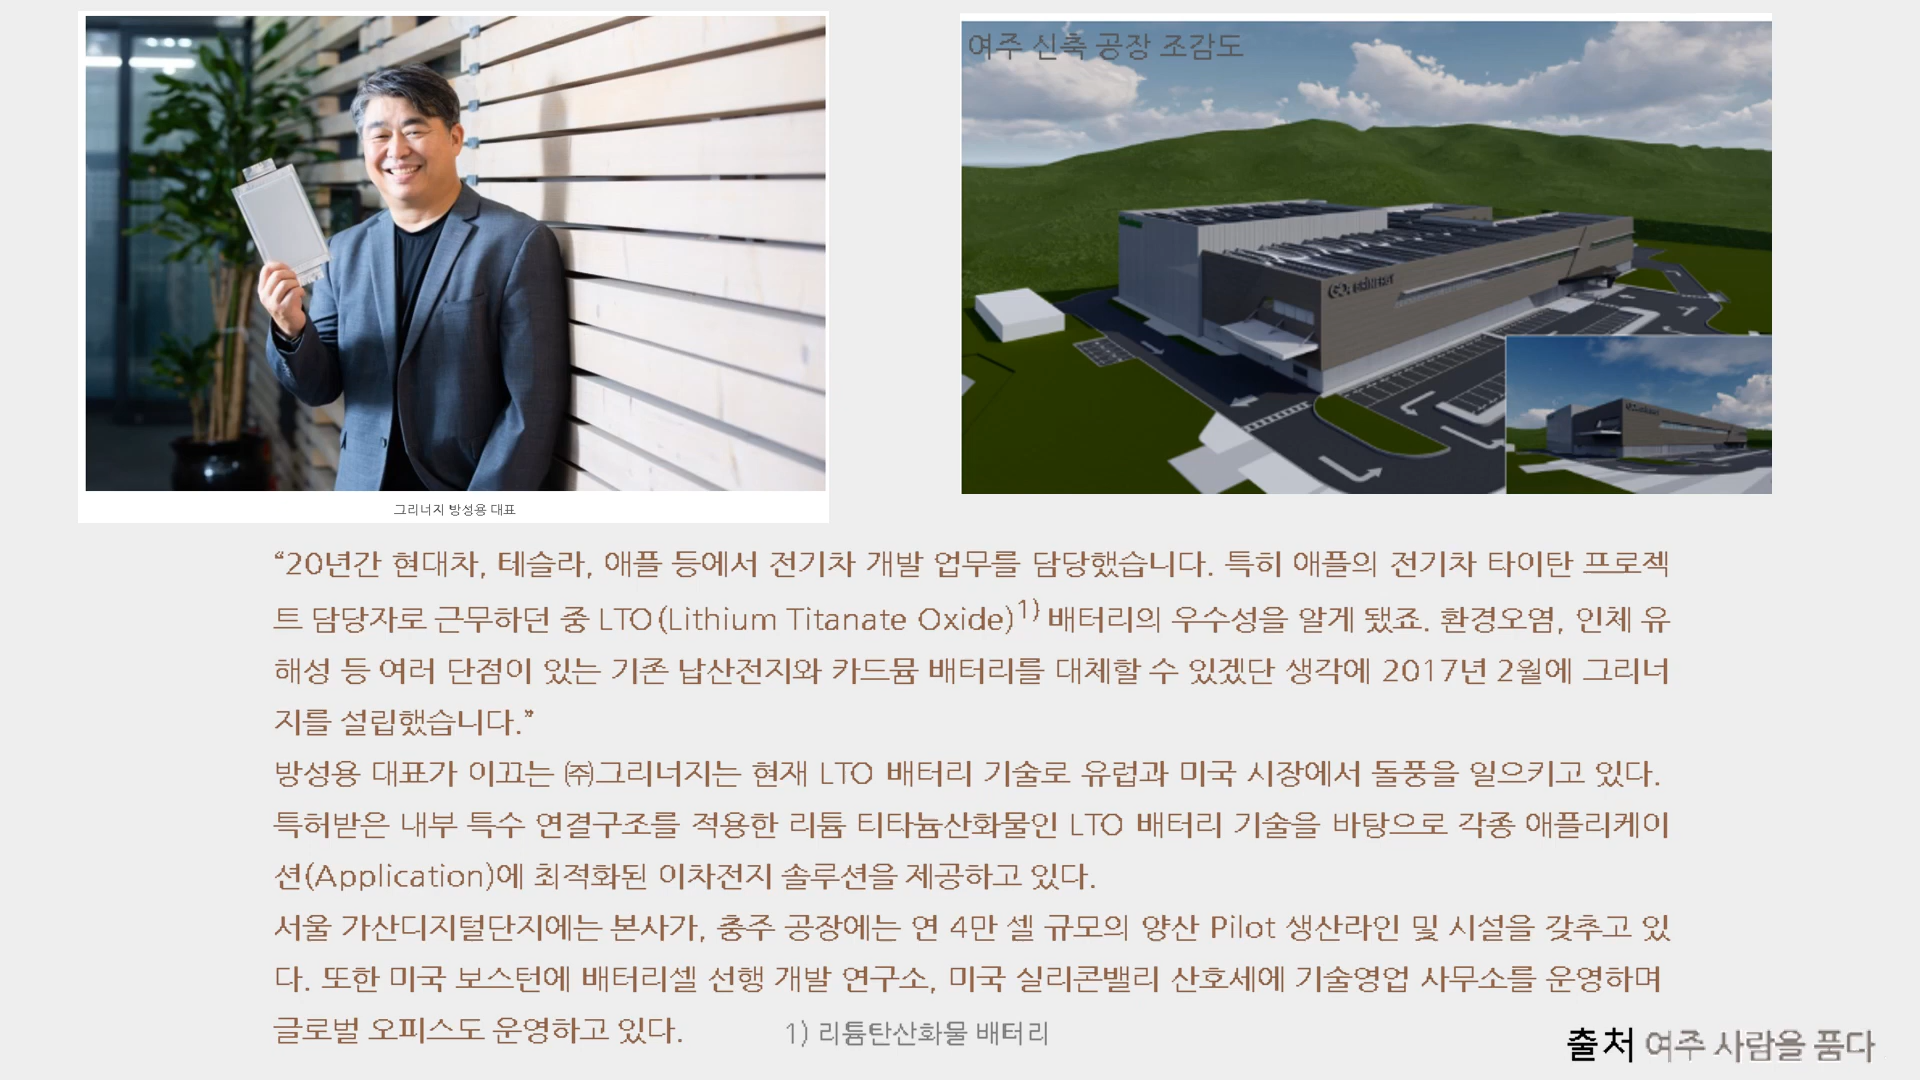 여주 신축 공장 조감도
그리너지 방성용 대표
“20년간 현대차, 테슬라, 애플 등에서 전기차 개발 업무를 담당했습니다. 특히 애플의 전기차 타이탄 프로젝
트 담당자로 근무하던 중 LTO(Lithium Titanate Oxide)1) 배터리의 우수성을 알게 됐죠. 환경오염, 인체 유
해성 등 여러 단점이 있는 기존 납산전지와 카드뮴 배터리를 대체할 수 있겠단 생각에 2017년 2월에 그리너
지를 설립했습니다.”
방성용 대표가 이끄는 ㈜그리너지는 현재 LTO 배터리 기술로 유럽과 미국 시장에서 돌풍을 일으키고 있다.
특허받은 내부 특수 연결구조를 적용한 리튬 티타늄산화물인 LTO 배터리 기술을 바탕으로 각종 애플리케이
션(Application)에 최적화된 이차전지 솔루션을 제공하고 있다.
서울 가산디지털단지에는 본사가, 충주 공장에는 연 4만 셀 규모의 양산 Pilot 생산라인 및 시설을 갖추고 있
다. 또한 미국 보스턴에 배터리셀 선행 개발 연구소, 미국 실리콘밸리 산호세에 기술영업 사무소를 운영하며
글로벌 오피스도 운영하고 있다.
1) 리튬탄산화물 배터리
출처 여주 사람을 품다